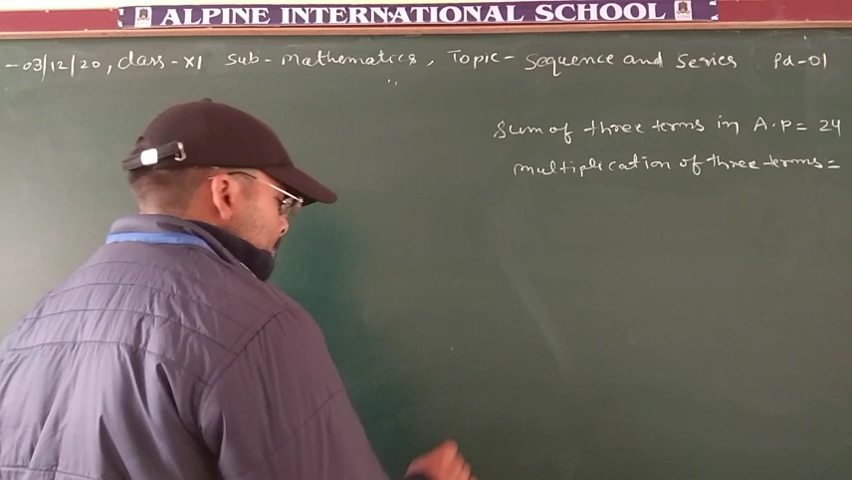 ALPINE INTERNATIONAL SCHOOL
-03/12/20, class-XI Sub-Mathematics, Topic- Sequence and Series Pd-01
Sum of three terms in A.P = 24
multiplication of three terms =